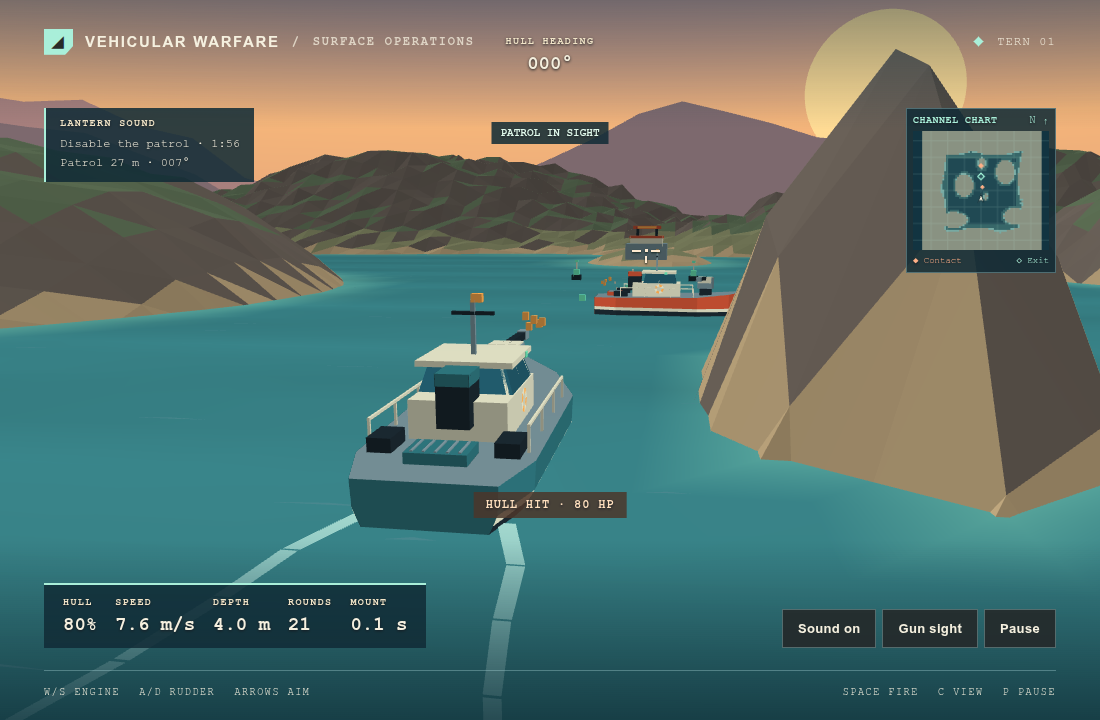 VEHICULAR WARFARE / SURFACE OPERATIONS
HULL HEADING
000°
TERN 01
LANTERN SOUND
Disable the patrol · 1:56
Patrol 27 m · 007°
PATROL IN SIGHT
CHANNEL CHART N ↑
Contact Exit
HULL HIT · 80 HP
HULL SPEED DEPTH ROUNDS MOUNT
80% 7.6 m/s 4.0 m 21 0.1 s
Sound on Gun sight Pause
W/S ENGINE A/D RUDDER ARROWS AIM
SPACE FIRE C VIEW P PAUSE